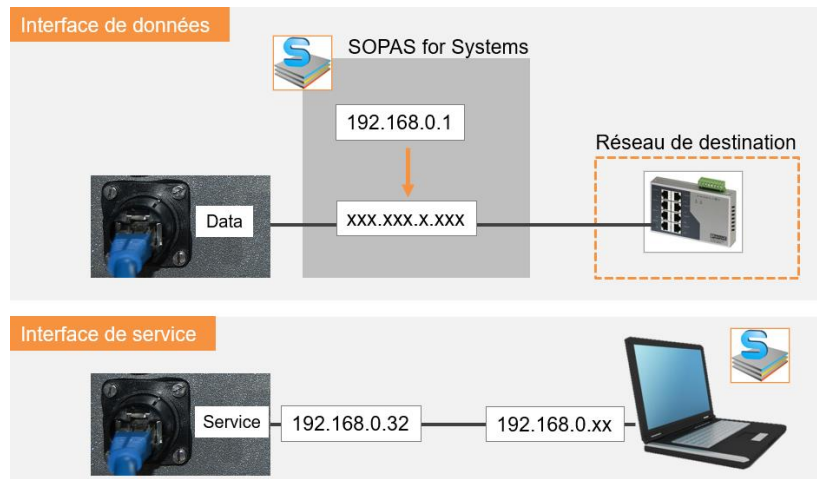 Interface de données
SOPAS for Systems
192.168.0.1
Réseau de destination
Data
xxx.xxx.x.xxx
Interface de service
Service
192.168.0.32
192.168.0.xx